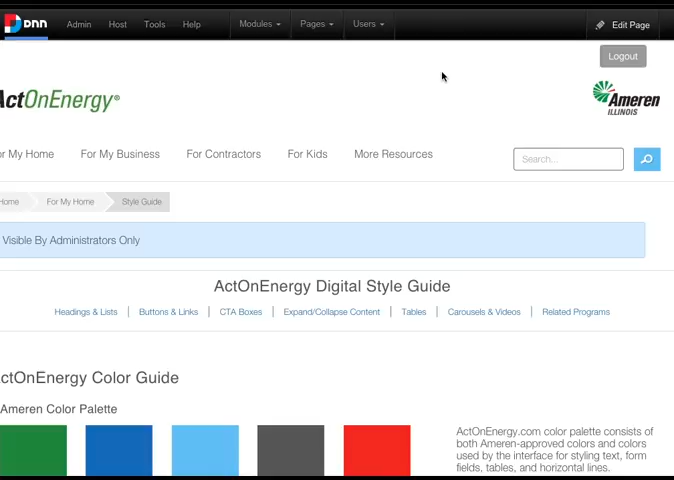 DNN Admin Host Tools Help Modules Pages Users Edit Page
Logout
ActOnEnergy®
Ameren
ILLINOIS
For My Home For My Business For Contractors For Kids More Resources
Search...
Home For My Home Style Guide
Visible By Administrators Only
ActOnEnergy Digital Style Guide
Headings & Lists | Buttons & Links | CTA Boxes | Expand/Collapse Content | Tables | Carousels & Videos | Related Programs
ctOnEnergy Color Guide
Ameren Color Palette
ActOnEnergy.com color palette consists of
both Ameren-approved colors and colors
used by the interface for styling text, form
fields, tables, and horizontal lines.